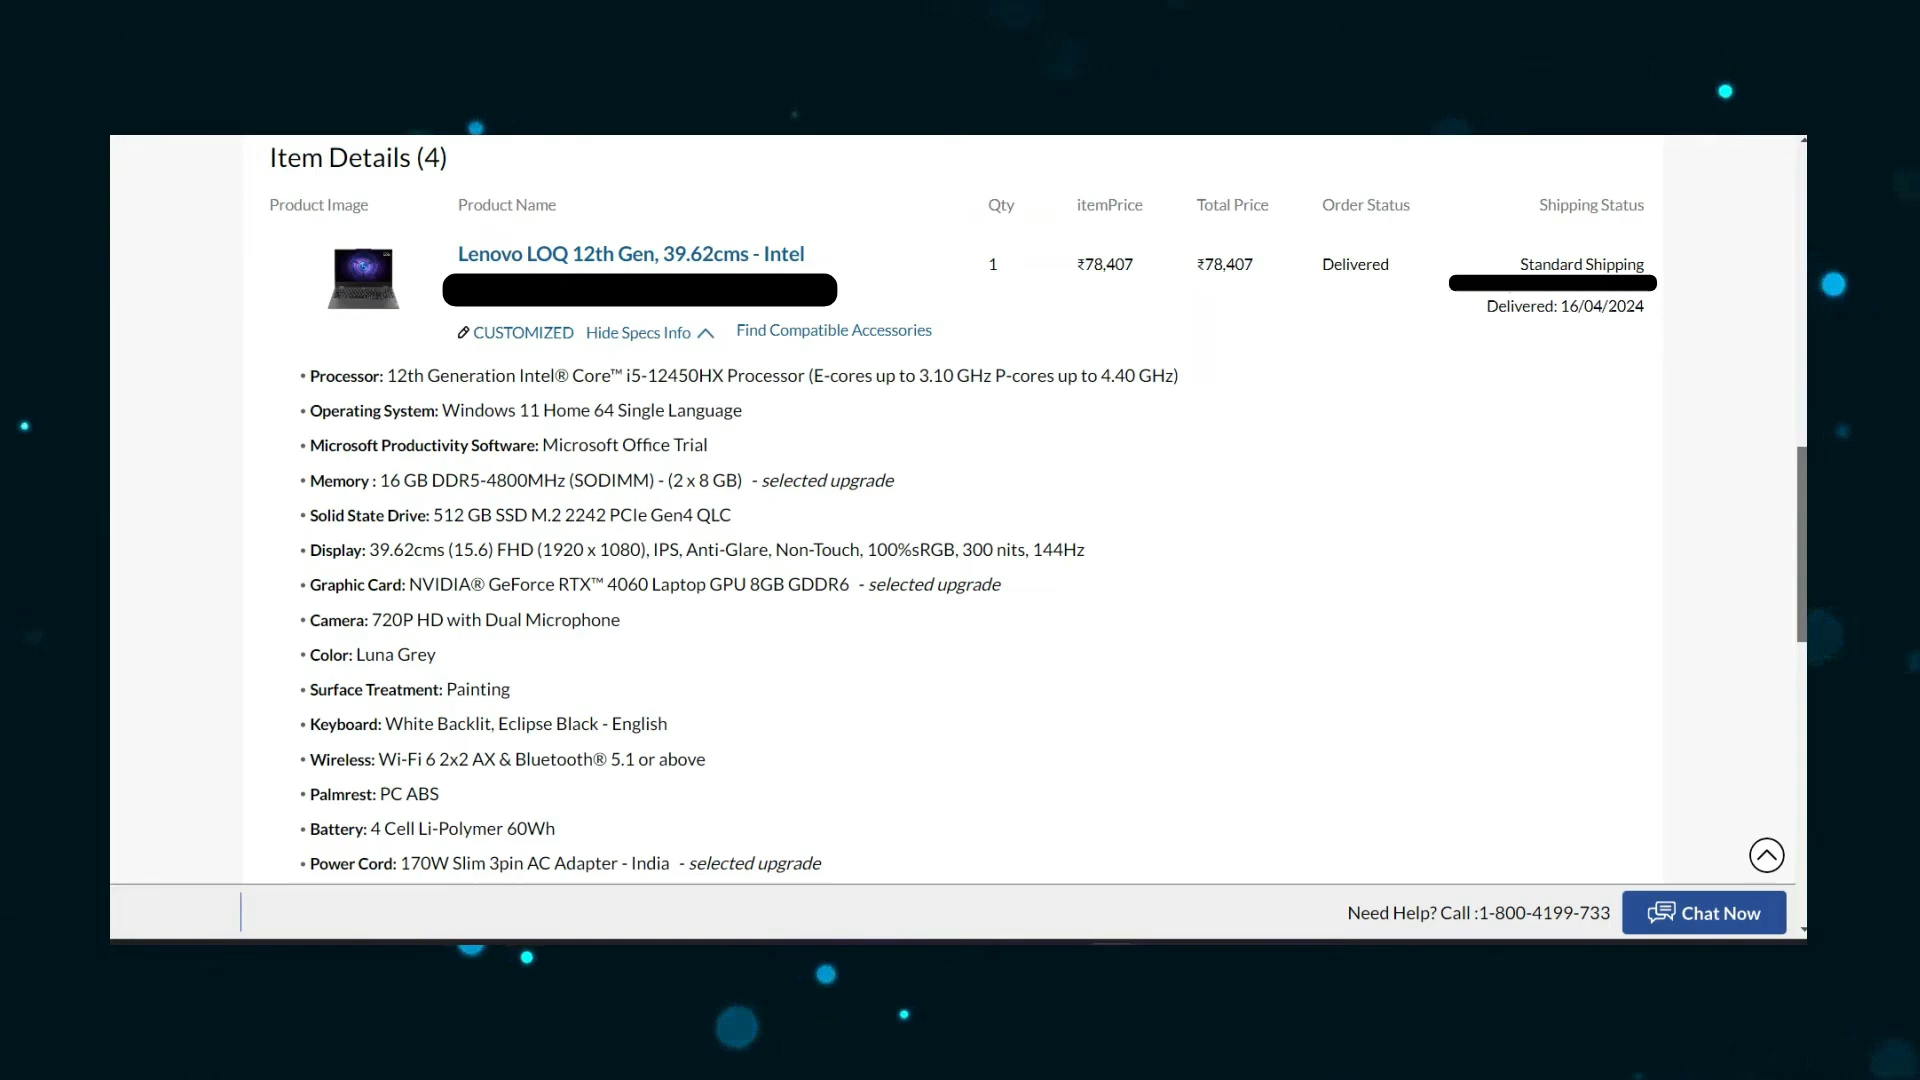 Item Details (4)
Product Image Product Name Qty itemPrice Total Price Order Status Shipping Status
Lenovo LOQ 12th Gen, 39.62cms - Intel
1 ₹78,407 ₹78,407 Delivered Standard Shipping
Delivered: 16/04/2024
CUSTOMIZED Hide Specs Info Find Compatible Accessories
• Processor: 12th Generation Intel® Core™ i5-12450HX Processor (E-cores up to 3.10 GHz P-cores up to 4.40 GHz)
• Operating System: Windows 11 Home 64 Single Language
• Microsoft Productivity Software: Microsoft Office Trial
• Memory : 16 GB DDR5-4800MHz (SODIMM) - (2 x 8 GB) - selected upgrade
• Solid State Drive: 512 GB SSD M.2 2242 PCIe Gen4 QLC
• Display: 39.62cms (15.6) FHD (1920 x 1080), IPS, Anti-Glare, Non-Touch, 100%sRGB, 300 nits, 144Hz
• Graphic Card: NVIDIA® GeForce RTX™ 4060 Laptop GPU 8GB GDDR6 - selected upgrade
• Camera: 720P HD with Dual Microphone
• Color: Luna Grey
• Surface Treatment: Painting
• Keyboard: White Backlit, Eclipse Black - English
• Wireless: Wi-Fi 6 2x2 AX & Bluetooth® 5.1 or above
• Palmrest: PC ABS
• Battery: 4 Cell Li-Polymer 60Wh
• Power Cord: 170W Slim 3pin AC Adapter - India - selected upgrade
Need Help? Call :1-800-4199-733 Chat Now